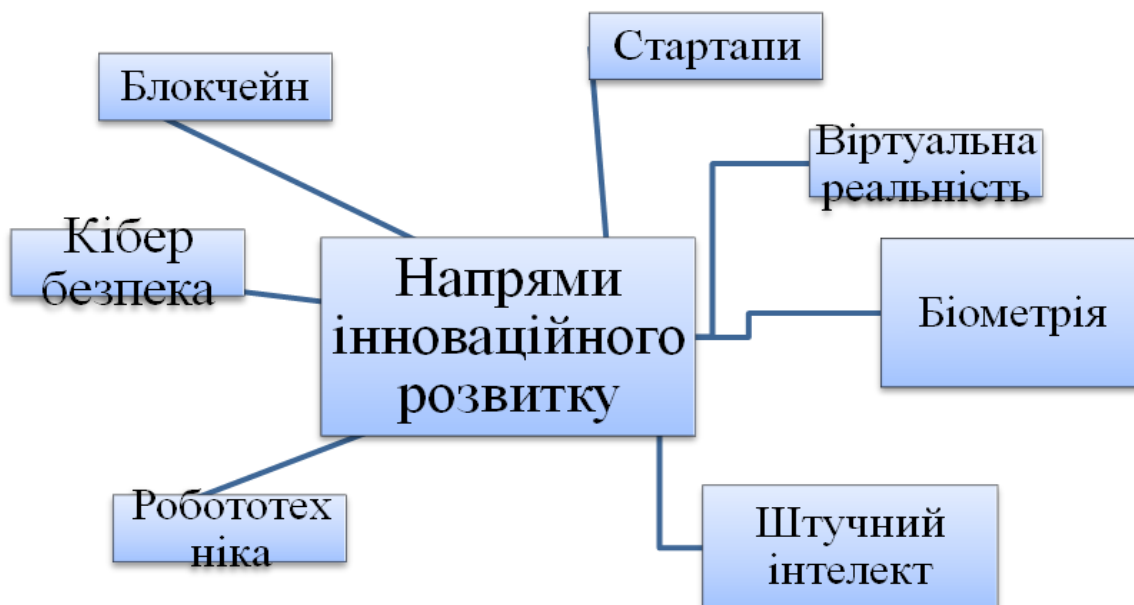 Стартапи
Блокчейн
Віртуальна
реальність
Кібер
безпека
Напрями
інноваційного
розвитку
Біометрія
Робототех
ніка
Штучний
інтелект